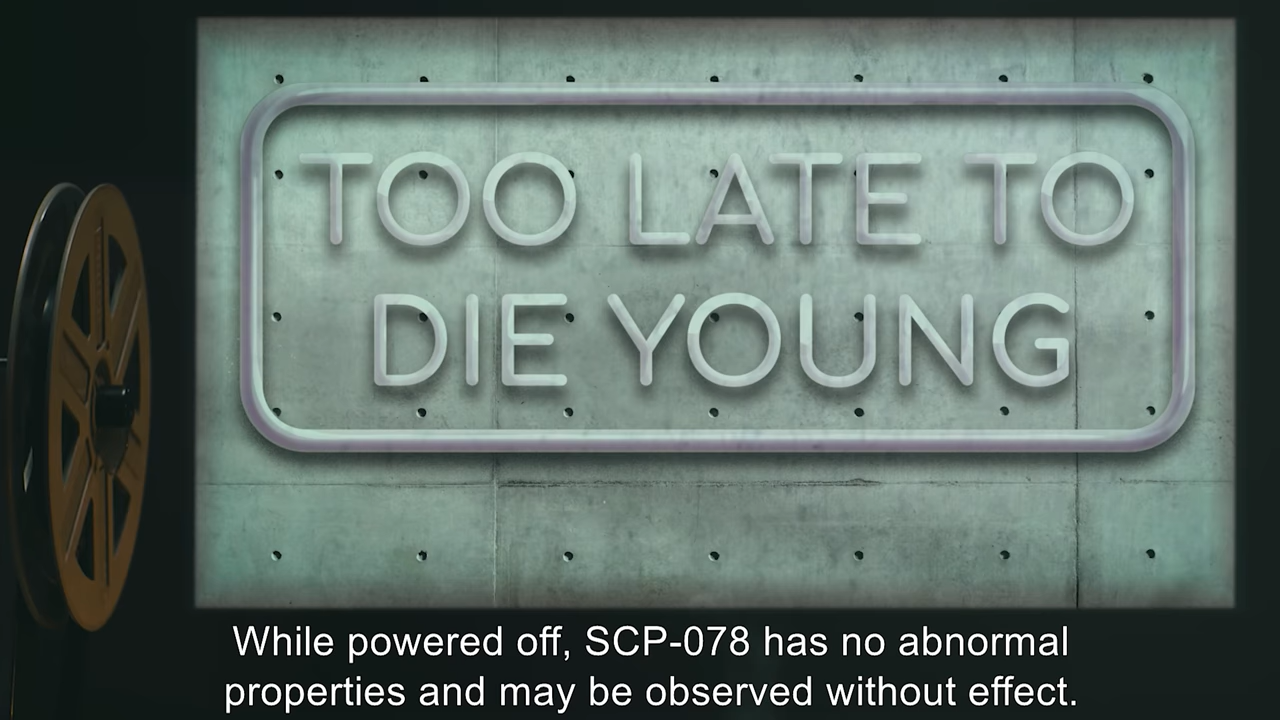 TOO LATE TO
DIE YOUNG
While powered off, SCP-078 has no abnormal
properties and may be observed without effect.